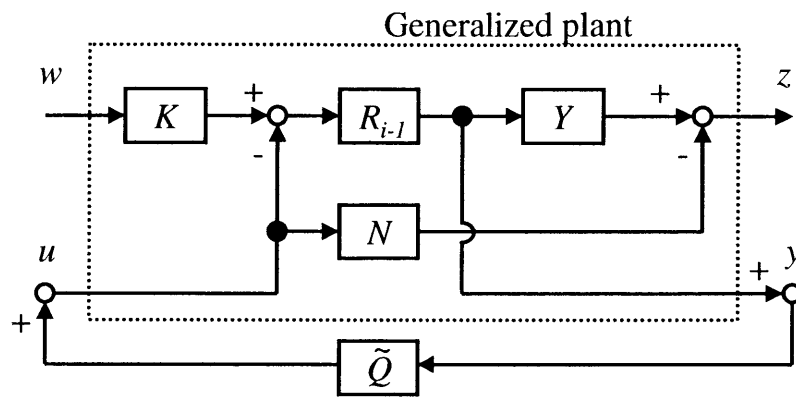 Generalized plant
w
z
K
+
-
R_{i-1}
Y
+
-
N
u
y
+
+
Q̃